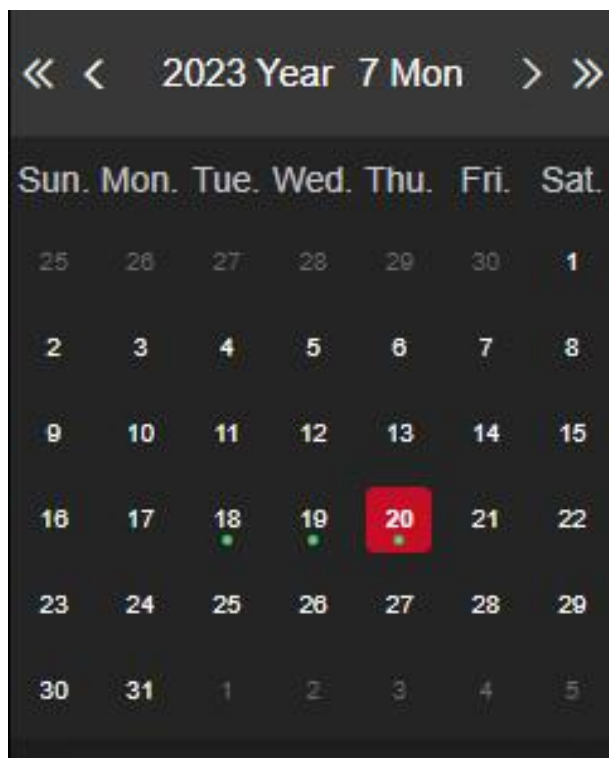 « < 2023 Year 7 Mon > »
Sun. Mon. Tue. Wed. Thu. Fri. Sat.
25 26 27 28 29 30 1
2 3 4 5 6 7 8
9 10 11 12 13 14 15
16 17 18 19 20 21 22
23 24 25 26 27 28 29
30 31 1 2 3 4 5